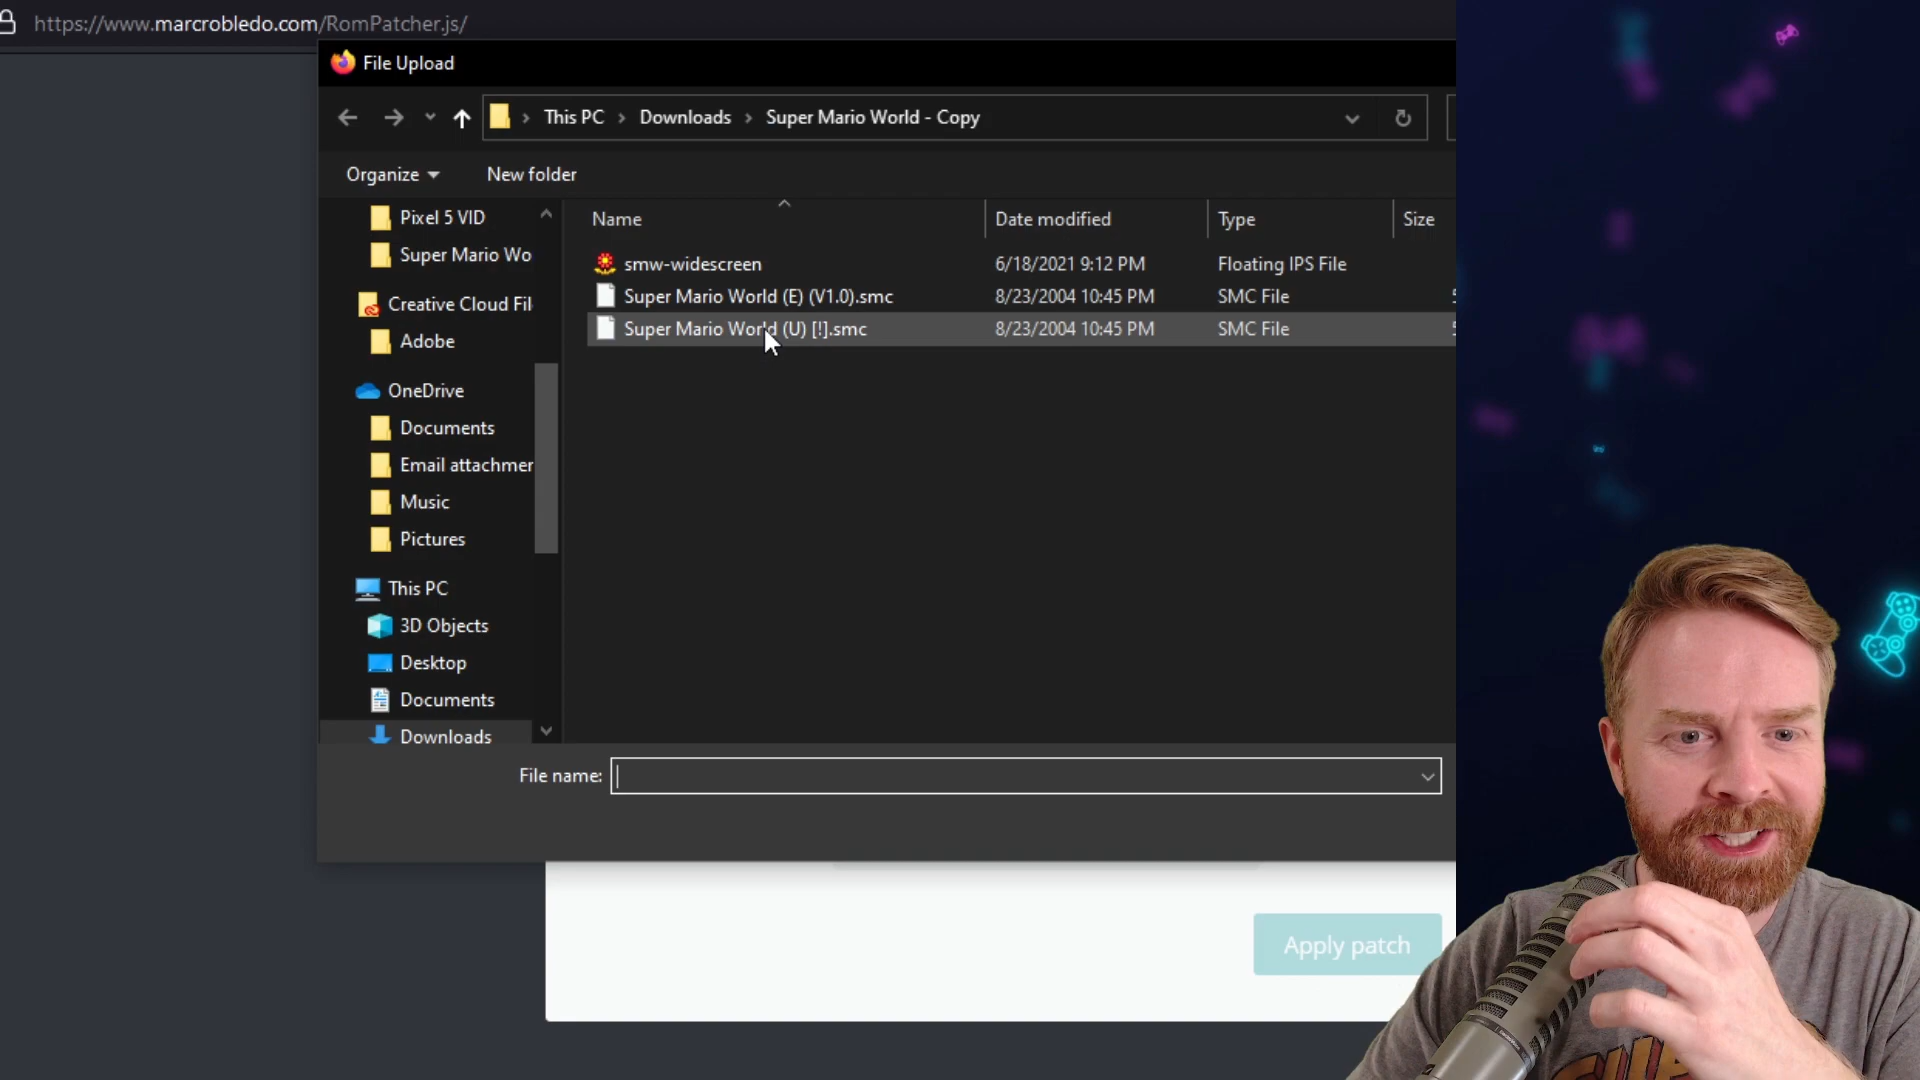 https://www.marcrobledo.com/RomPatcher.js/
File Upload
This PC > Downloads > Super Mario World - Copy
Organize New folder
Name Date modified Type Size
Pixel 5 VID
Super Mario Wo
Creative Cloud Fil
Adobe
OneDrive
Documents
Email attachmer
Music
Pictures
This PC
3D Objects
Desktop
Documents
Downloads
smw-widescreen 6/18/2021 9:12 PM Floating IPS File
Super Mario World (E) (V1.0).smc 8/23/2004 10:45 PM SMC File
Super Mario World (U) [!].smc 8/23/2004 10:45 PM SMC File
File name:
Apply patch